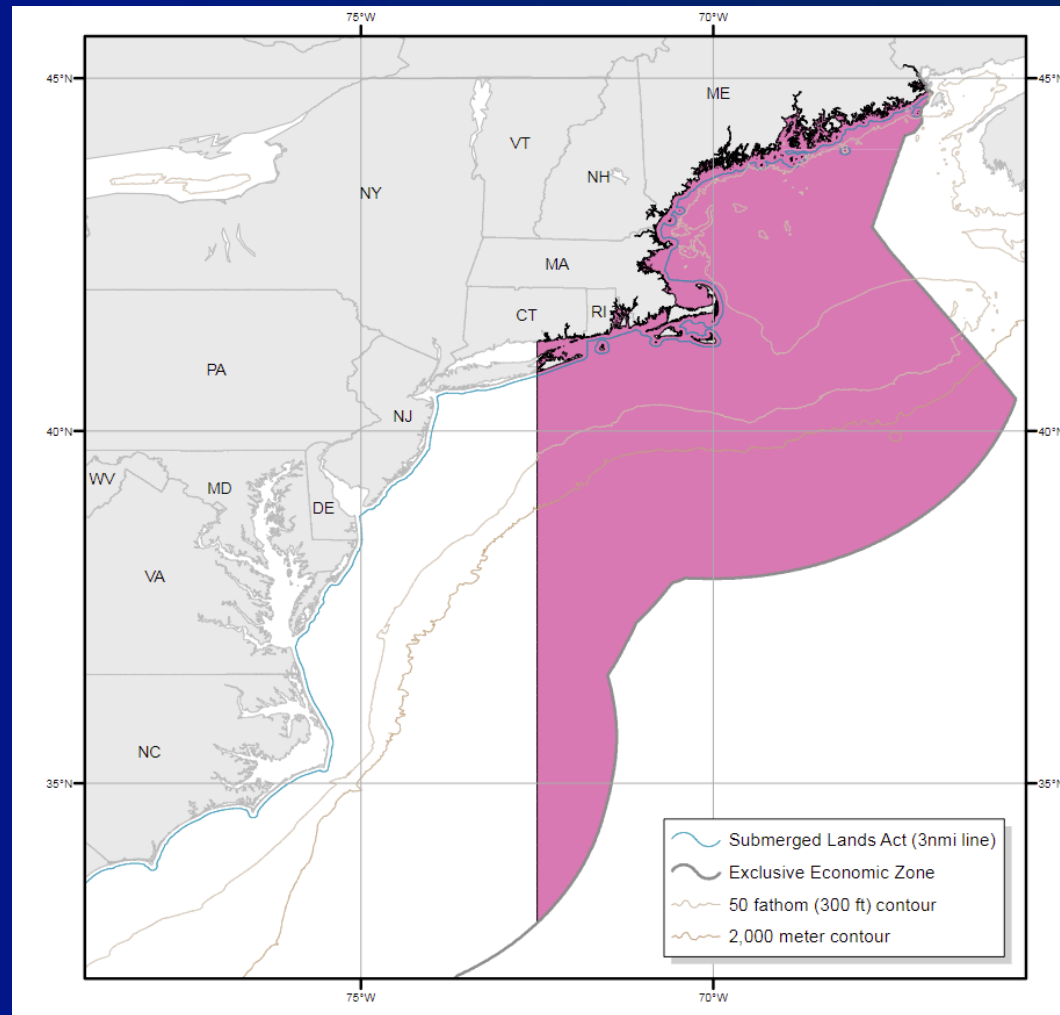 75°W
70°W
45°N
45°N
ME
VT
NH
NY
MA
CT
RI
PA
NJ
40°N
40°N
WV
MD
DE
VA
NC
35°N
35°N
Submerged Lands Act (3nmi line)
Exclusive Economic Zone
50 fathom (300 ft) contour
2,000 meter contour
75°W
70°W